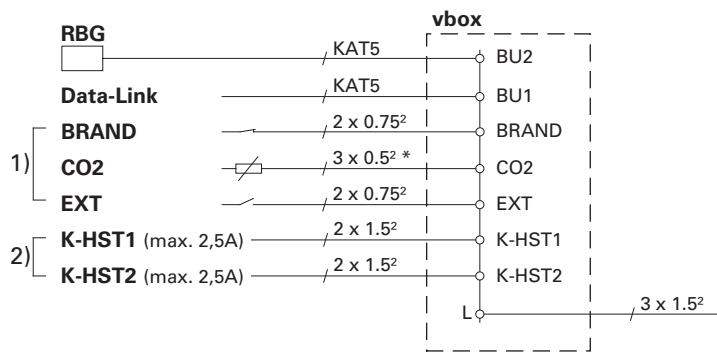 vbox
RBG KAT5 BU2
Data-Link KAT5 BU1
1)
BRAND 2 x 0.75² BRAND
CO2 3 x 0.5² * CO2
EXT 2 x 0.75² EXT
2)
K-HST1 (max. 2,5A) 2 x 1.5² K-HST1
K-HST2 (max. 2,5A) 2 x 1.5² K-HST2
L 3 x 1.5²